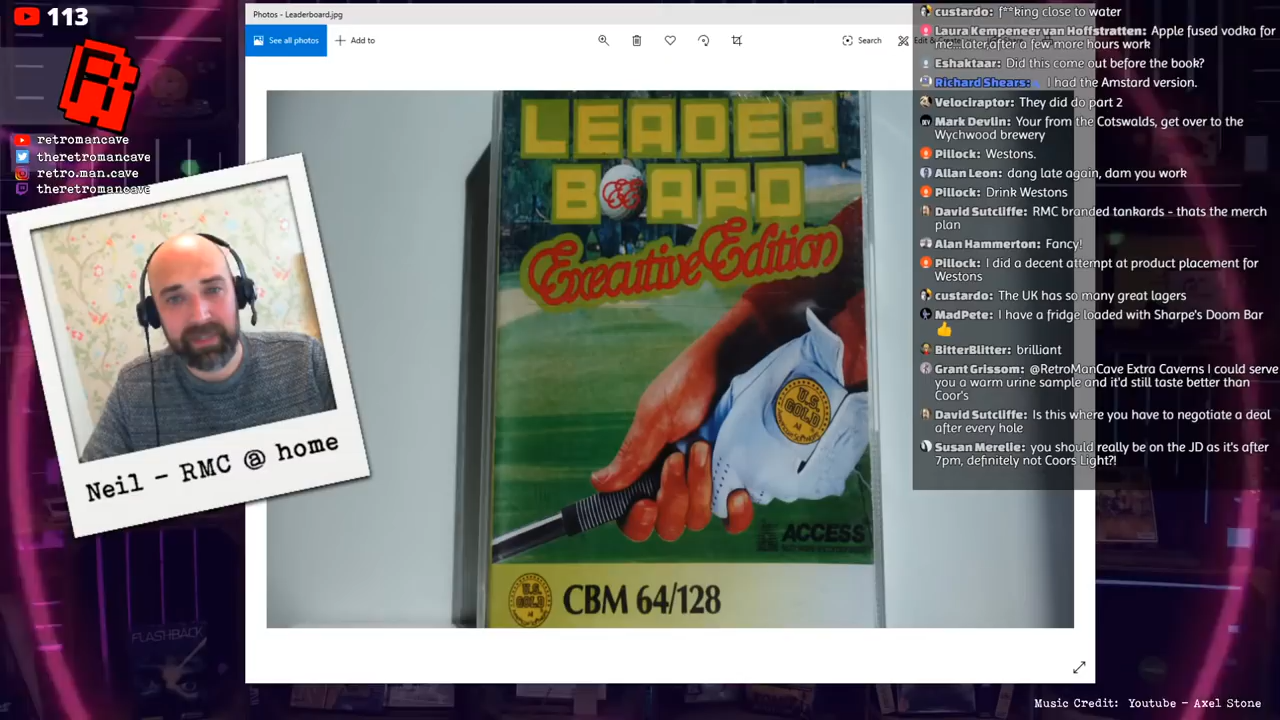 113
retromancave
theretromancave
retro.man.cave
theretromancave
Neil - RMC @ home
Photos - Leaderboard.jpg
See all photos
Add to
Search
LEADER
BOARD
Executive Edition
U.S.
GOLD
ACCESS
U.S.
GOLD
CBM 64/128
custardo: f**king close to water
Laura Kempeneer van Hoffstratten: Apple fused vodka for
me...later,after a few more hours work
Eshaktaar: Did this come out before the book?
Richard Shears: I had the Amstard version.
Velociraptor: They did do part 2
Mark Devlin: Your from the Cotswalds, get over to the
Wychwood brewery
Pillock: Westons.
Allan Leon: dang late again, dam you work
Pillock: Drink Westons
David Sutcliffe: RMC branded tankards - thats the merch
plan
Alan Hammerton: Fancy!
Pillock: I did a decent attempt at product placement for
Westons
custardo: The UK has so many great lagers
MadPete: I have a fridge loaded with Sharpe's Doom Bar
BitterBlitter: brilliant
Grant Grissom: @RetroManCave Extra Caverns I could serve
you a warm urine sample and it'd still taste better than
Coor's
David Sutcliffe: Is this where you have to negotiate a deal
after every hole
Susan Merelle: you should really be on the JD as it's after
7pm, definitely not Coors Light?!
FLASHBACK
Music Credit: Youtube - Axel Stone